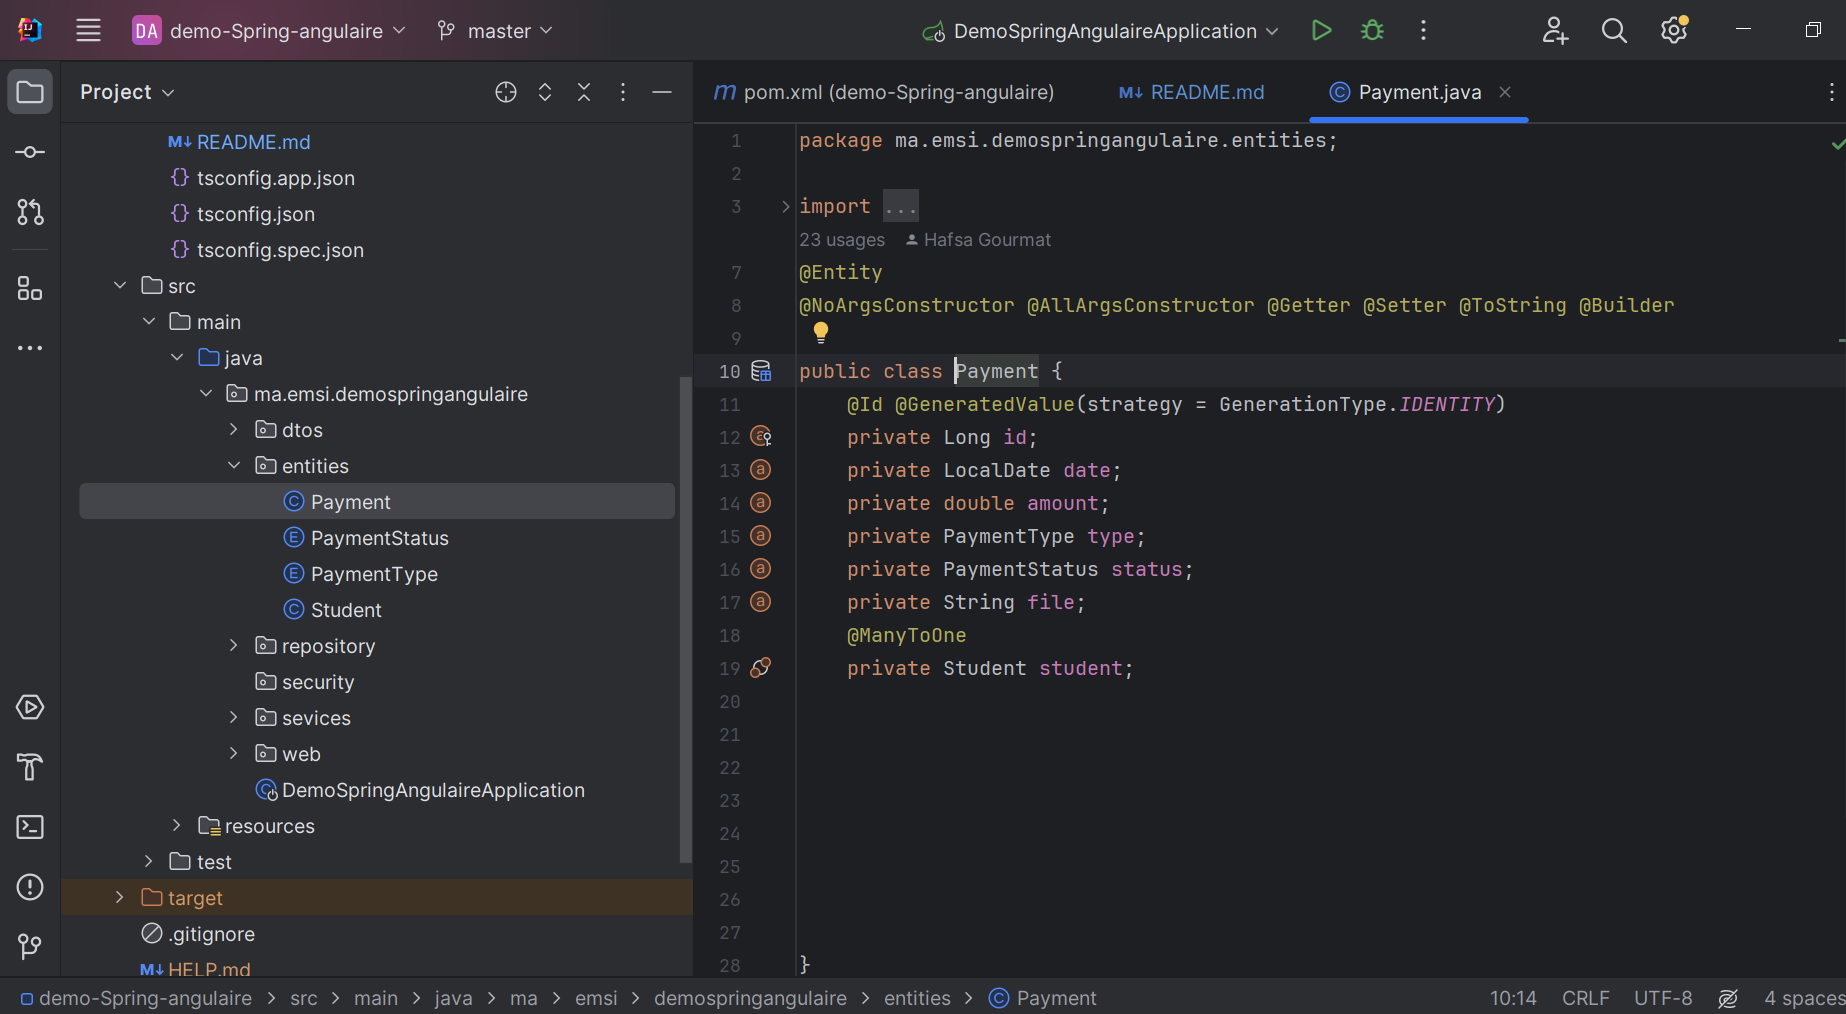 DA demo-Spring-angulaire master DemoSpringAngulaireApplication
Project
pom.xml (demo-Spring-angulaire) README.md Payment.java
README.md
tsconfig.app.json
tsconfig.json
tsconfig.spec.json
src
main
java
ma.emsi.demospringangulaire
dtos
entities
Payment
PaymentStatus
PaymentType
Student
repository
security
sevices
web
DemoSpringAngulaireApplication
resources
test
target
.gitignore
HELP.md
1 package ma.emsi.demospringangulaire.entities;
2
3 import ...
23 usages Hafsa Gourmat
7 @Entity
8 @NoArgsConstructor @AllArgsConstructor @Getter @Setter @ToString @Builder
9
10 public class Payment {
11 @Id @GeneratedValue(strategy = GenerationType.IDENTITY)
12 private Long id;
13 private LocalDate date;
14 private double amount;
15 private PaymentType type;
16 private PaymentStatus status;
17 private String file;
18 @ManyToOne
19 private Student student;
20
21
22
23
24
25
26
27
28 }
demo-Spring-angulaire > src > main > java > ma > emsi > demospringangulaire > entities > Payment 10:14 CRLF UTF-8 4 spaces